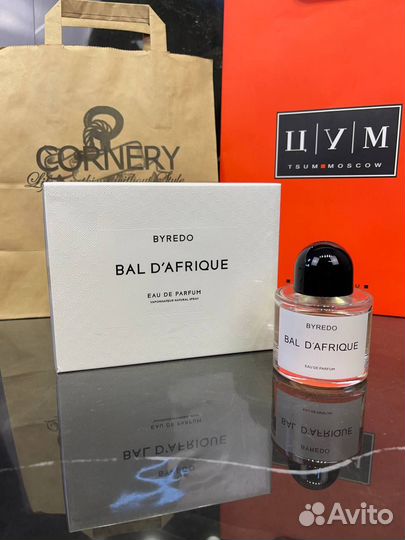 CORNERY
Ц|У|М
TSUM MOSCOW
BYREDO
BAL D'AFRIQUE
EAU DE PARFUM
VAPORISATEUR NATURAL SPRAY
BYREDO
BAL D'AFRIQUE
EAU DE PARFUM
Avito